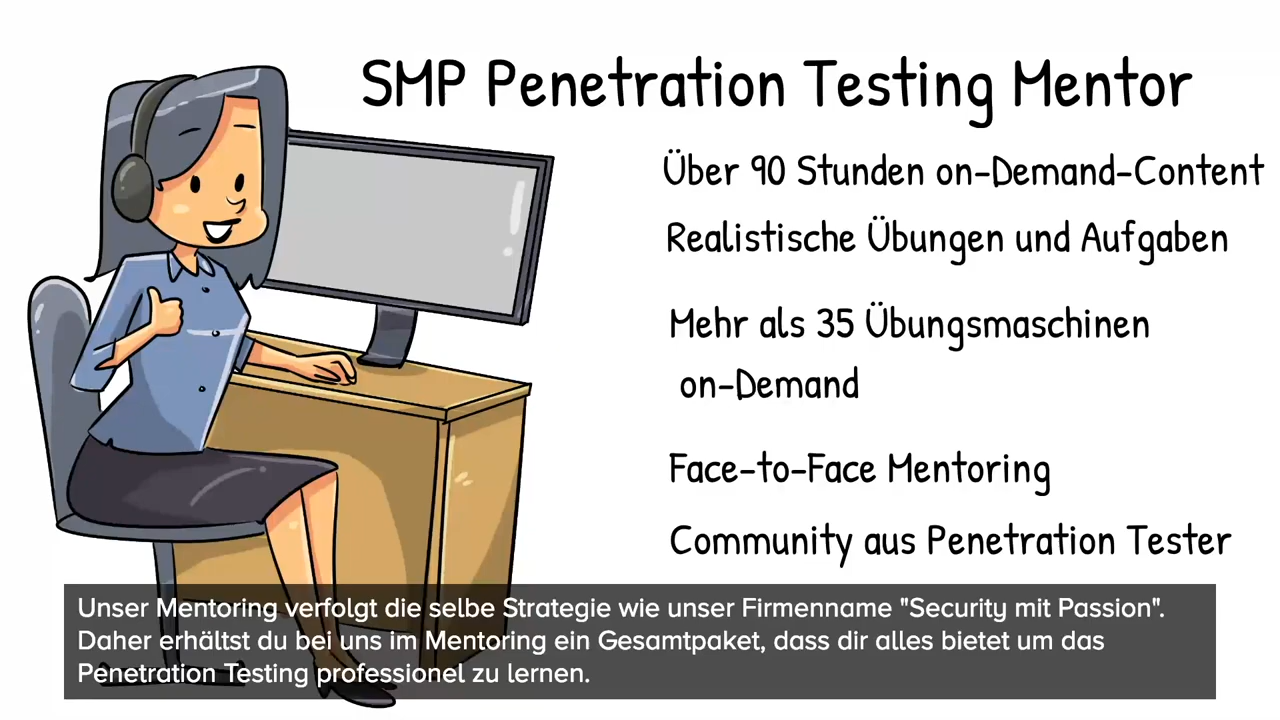 SMP Penetration Testing Mentor
Über 90 Stunden on-Demand-Content
Realistische Übungen und Aufgaben
Mehr als 35 Übungsmaschinen
on-Demand
Face-to-Face Mentoring
Community aus Penetration Tester
Unser Mentoring verfolgt die selbe Strategie wie unser Firmenname "Security mit Passion".
Daher erhältst du bei uns im Mentoring ein Gesamtpaket, dass dir alles bietet um das
Penetration Testing professionel zu lernen.